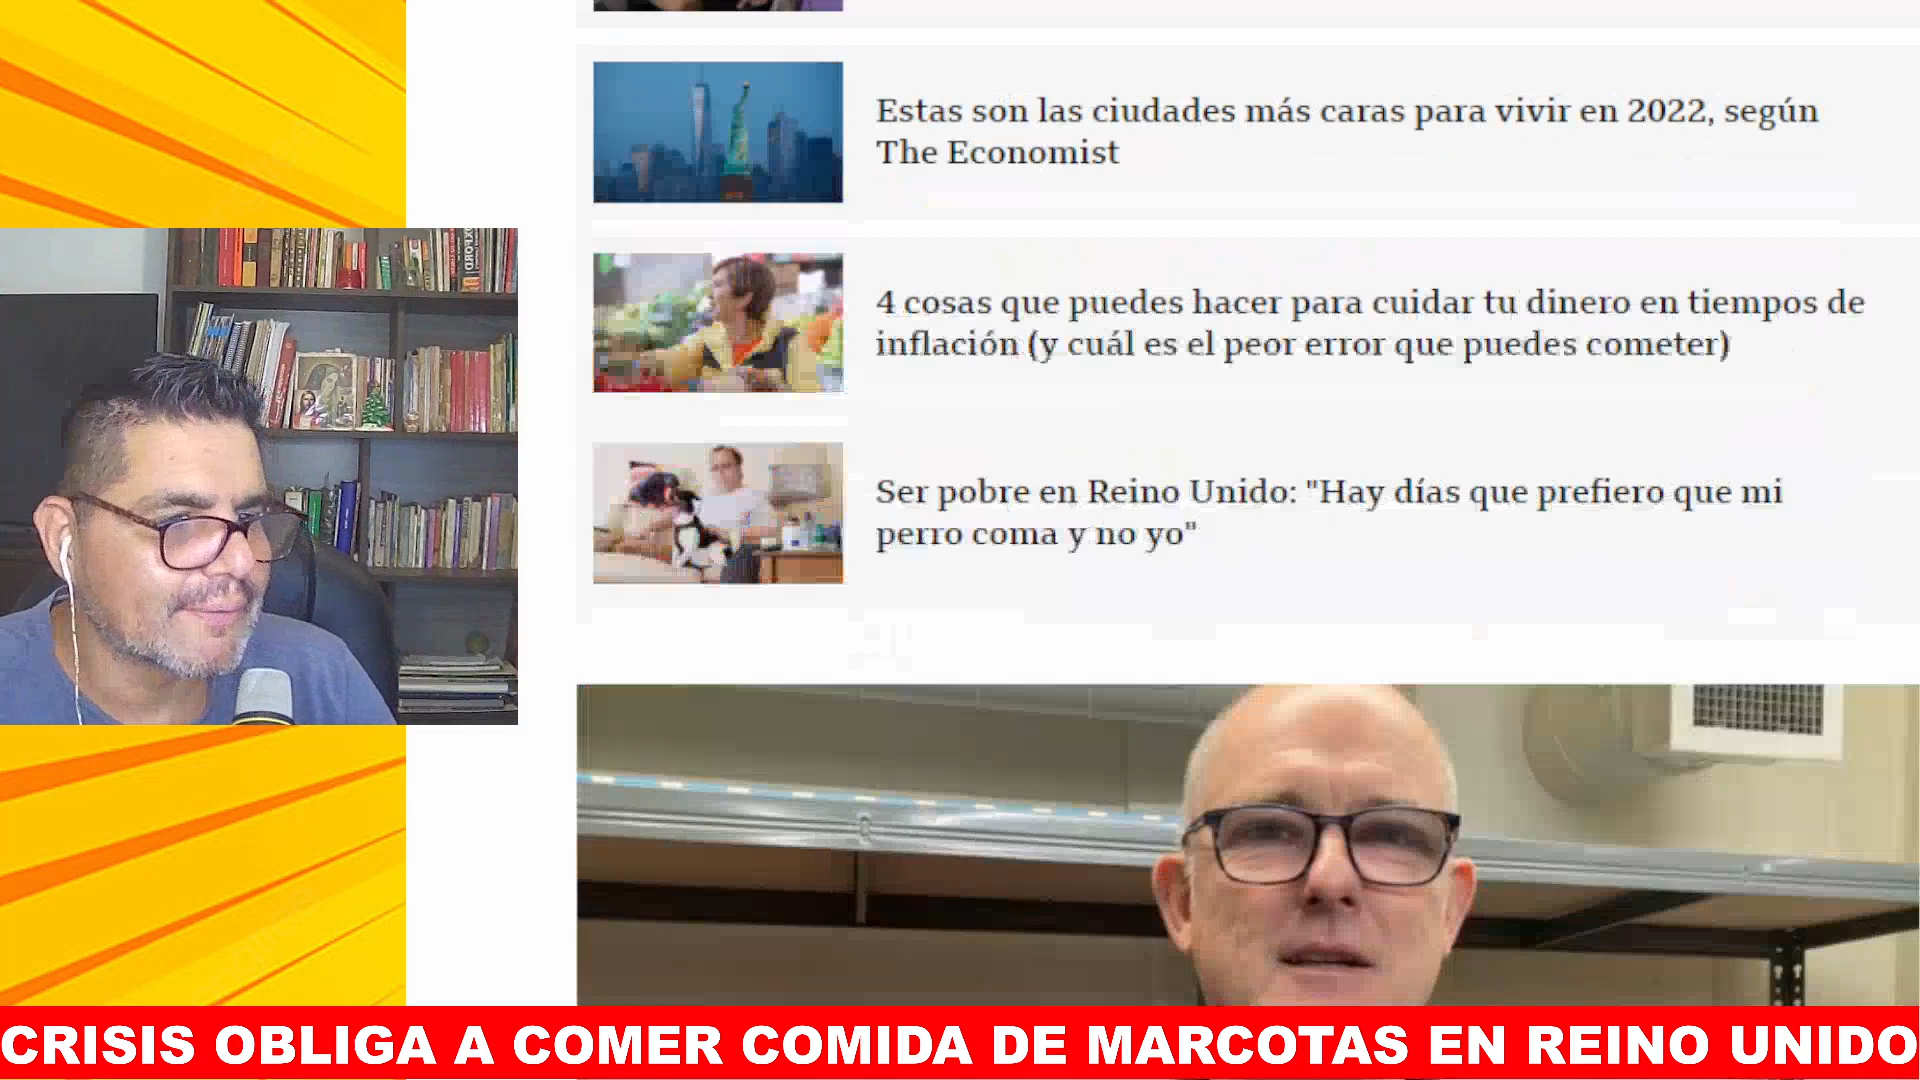 OXFORD
Estas son las ciudades más caras para vivir en 2022, según
The Economist
4 cosas que puedes hacer para cuidar tu dinero en tiempos de
inflación (y cuál es el peor error que puedes cometer)
Ser pobre en Reino Unido: "Hay días que prefiero que mi
perro coma y no yo"
CRISIS OBLIGA A COMER COMIDA DE MARCOTAS EN REINO UNIDO